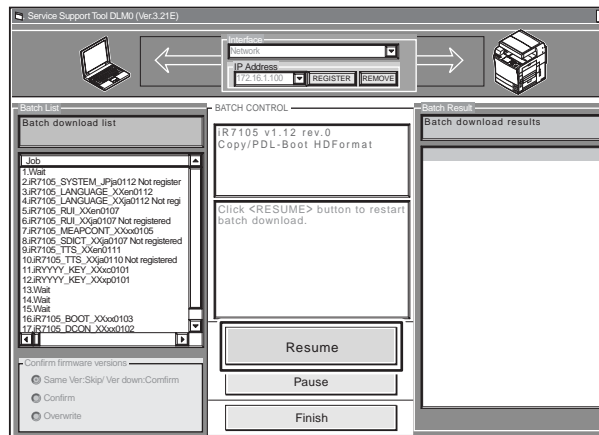 Service Support Tool DLM0 (Ver.3.21E)
Interface
Network
IP Address
172.16.1.100
REGISTER
REMOVE
Batch List
Batch download list
Job
1.Wait
2.iR7105_SYSTEM_JPja0112 Not register
3.iR7105_LANGUAGE_XXen0112
4.iR7105_LANGUAGE_XXja0112 Not regi
5.iR7105_RUI_XXen0107
6.iR7105_RUI_XXja0107 Not registered
7.iR7105_MEAPCONT_XXxx0105
8.iR7105_SDICT_XXja0107 Not registered
9.iR7105_TTS_XXen0111
10.iR7105_TTS_XXja0110 Not registered
11.iRYYYY_KEY_XXxc0101
12.iRYYYY_KEY_XXxp0101
13.Wait
14.Wait
15.Wait
16.iR7105_BOOT_XXxx0103
17.iR7105_DCON_XXxx0102
Confirm firmware versions
Same Ver:Skip/ Ver down:Comfirm
Confirm
Overwrite
BATCH CONTROL
iR7105 v1.12 rev.0
Copy/PDL-Boot HDFormat
Click <RESUME> button to restart
batch download.
Resume
Pause
Finish
Batch Result
Batch download results